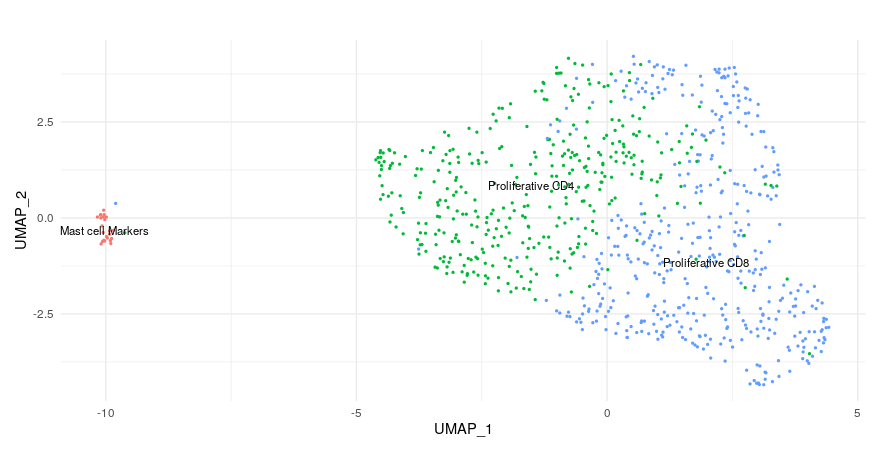 UMAP_2
2.5
0.0
-2.5
Proliferative CD4
Mast cell Markers
Proliferative CD8
-10
-5
0
5
UMAP_1